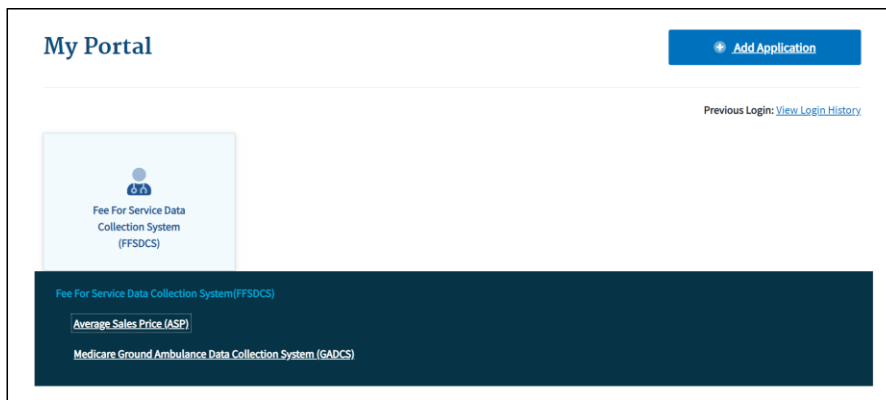 My Portal
Add Application
Previous Login: View Login History
Fee For Service Data
Collection System
(FFSDCS)
Fee For Service Data Collection System(FFSDCS)
Average Sales Price (ASP)
Medicare Ground Ambulance Data Collection System (GADCS)